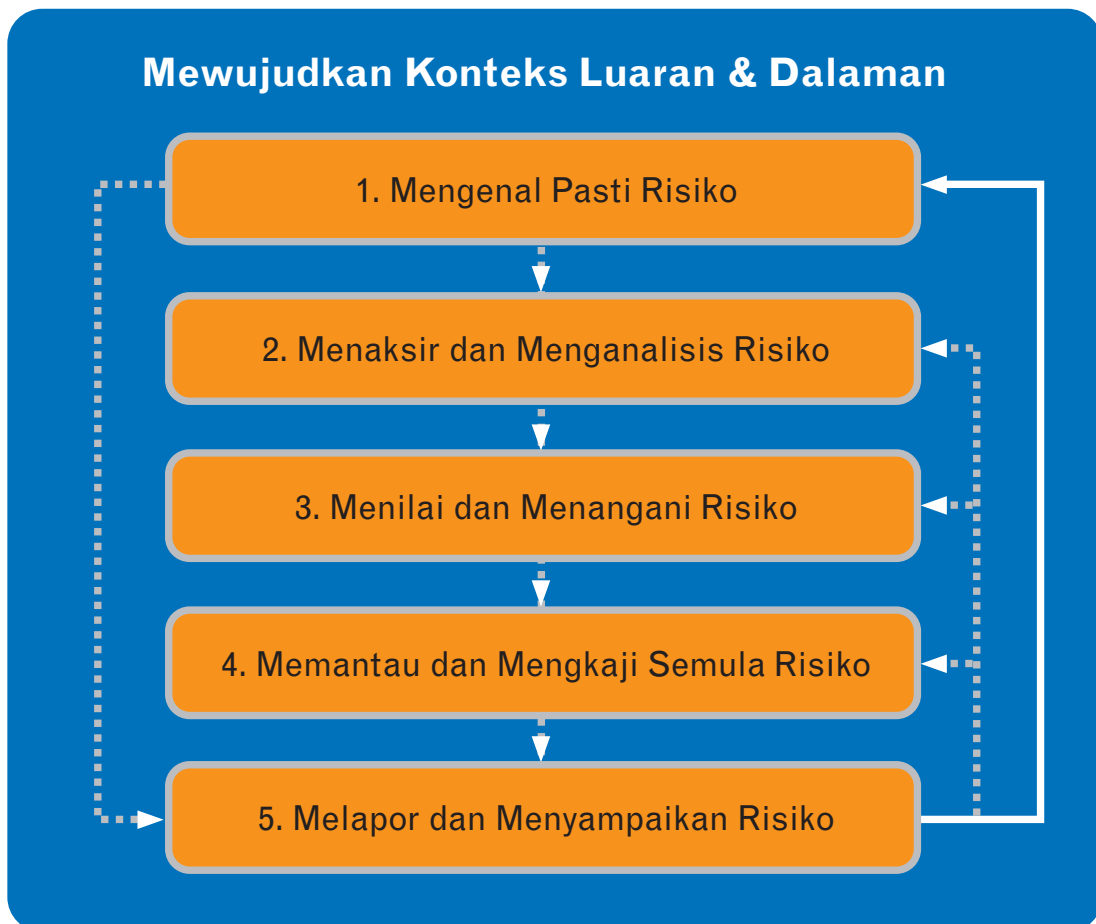 Mewujudkan Konteks Luaran & Dalaman
1. Mengenal Pasti Risiko
2. Menaksir dan Menganalisis Risiko
3. Menilai dan Menangani Risiko
4. Memantau dan Mengkaji Semula Risiko
5. Melapor dan Menyampaikan Risiko